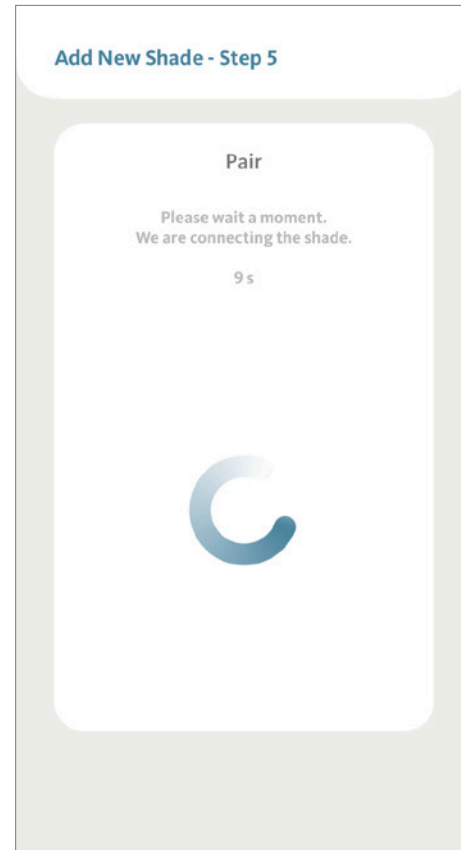 Add New Shade - Step 5
Pair
Please wait a moment.
We are connecting the shade.
9 s